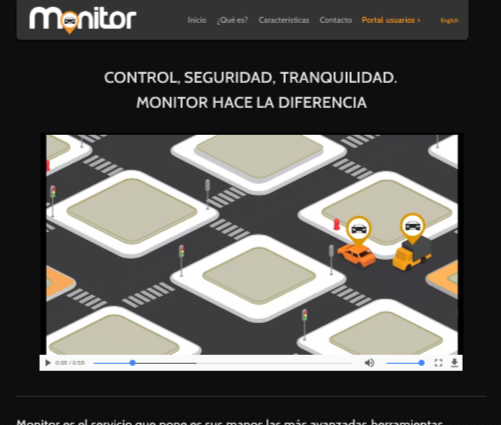 Monitor
Inicio ¿Qué es? Características Contacto Portal usuarios » English
CONTROL, SEGURIDAD, TRANQUILIDAD.
MONITOR HACE LA DIFERENCIA
0:08 / 0:58
Monitor es el servicio que pone es sus manos las más avanzadas herramientas